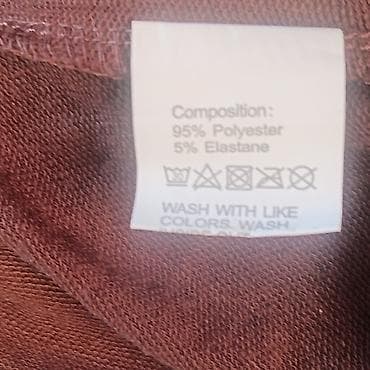 Composition:
95% Polyester
5% Elastane
WASH WITH LIKE
COLORS, WASH